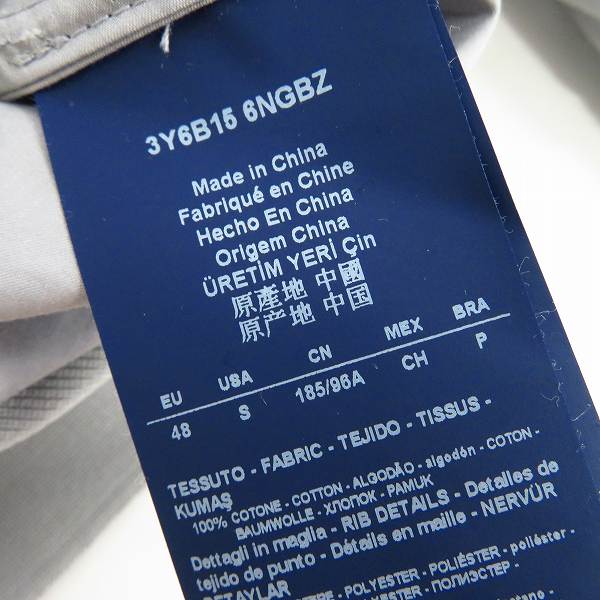 3Y6B15 6NGBZ
Made in China
Fabriqué en Chine
Hecho En China
Origem China
ÜRETİM YERİ Çin
原產地 中國
原产地 中国
EU USA CN MEX BRA
48 S 185/96A CH P
TESSUTO - FABRIC - TEJIDO - TISSUS -
KUMAŞ
100% COTONE - COTTON - ALGODÃO - algodón - COTON -
BAUMWOLLE - ХЛОПОК - PAMUK
Dettagli in maglia - RIB DETAILS - Detalles de
tejido de punto - Détails en maille - NERVÜR
DETAYLAR
POLYESTER - POLIÉSTER - poliéster -
POLYESTER - ПОЛИЭСТЕР -